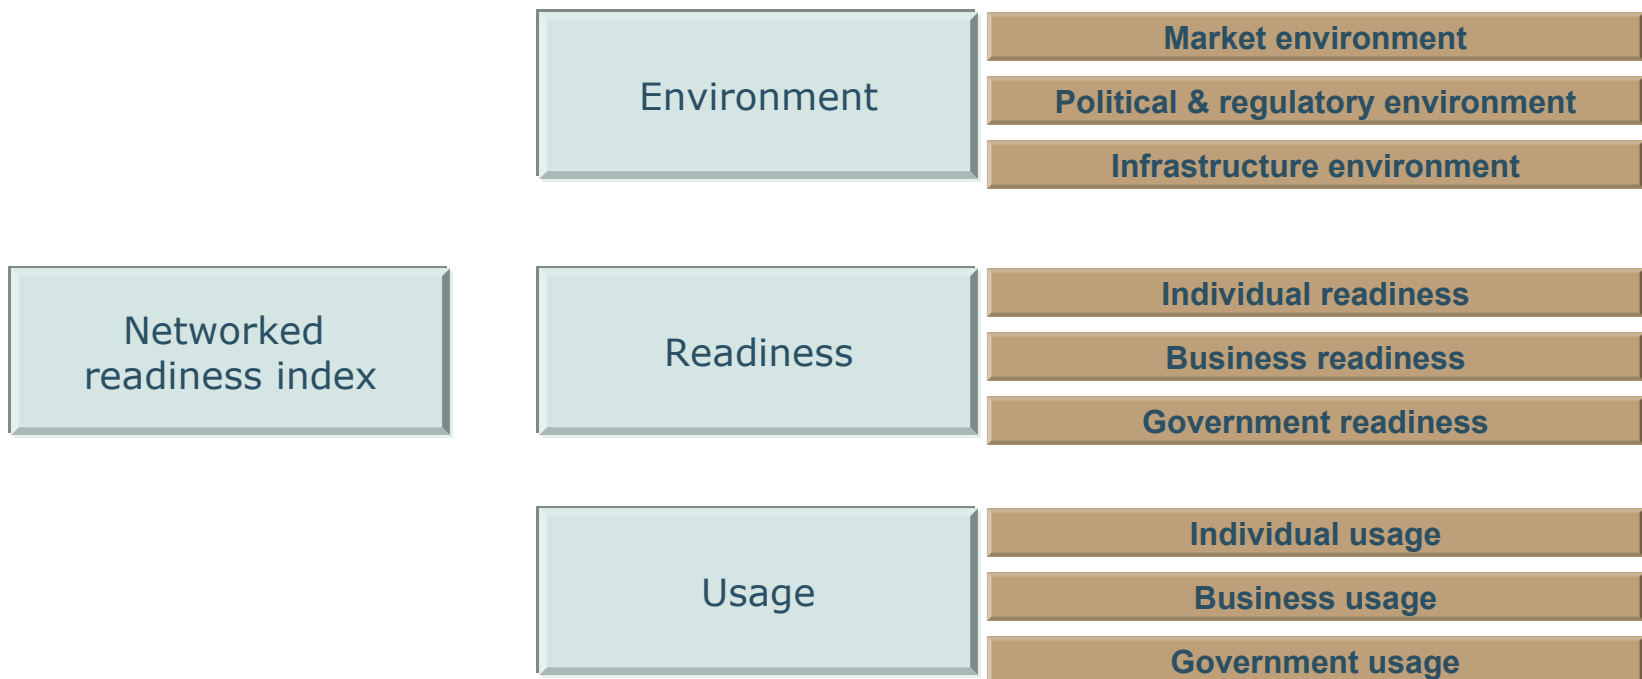 Environment
Market environment
Political & regulatory environment
Infrastructure environment
Networked
readiness index
Readiness
Individual readiness
Business readiness
Government readiness
Usage
Individual usage
Business usage
Government usage